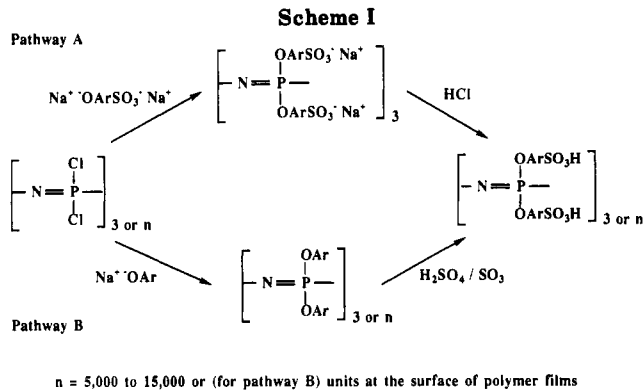 Scheme I
Pathway A
OArSO₃⁻ Na⁺
N═P
OArSO₃⁻ Na⁺
3
Na⁺ ⁻OArSO₃⁻ Na⁺
HCl
Cl
N═P
Cl
3 or n
OArSO₃H
N═P
OArSO₃H
3 or n
Na⁺ ⁻OAr
OAr
N═P
OAr
3 or n
H₂SO₄ / SO₃
Pathway B
n = 5,000 to 15,000 or (for pathway B) units at the surface of polymer films